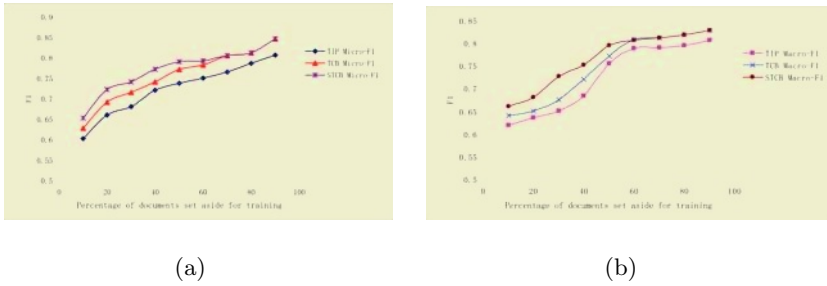 0.9
0.85
0.8
0.75
0.7
0.65
0.6
0.55
0.5
F1
0 20 40 60 80 100
Percentage of documents set aside for training
TIP Micro-F1
TCB Micro-F1
STCB Micro-F1
(a)
0.85
0.8
0.75
0.7
0.65
0.6
0.55
0.5
F1
0 20 40 60 80 100
Percentage of documents set aside for training
TIP Macro-F1
TCB Macro-F1
STCB Macro-F1
(b)